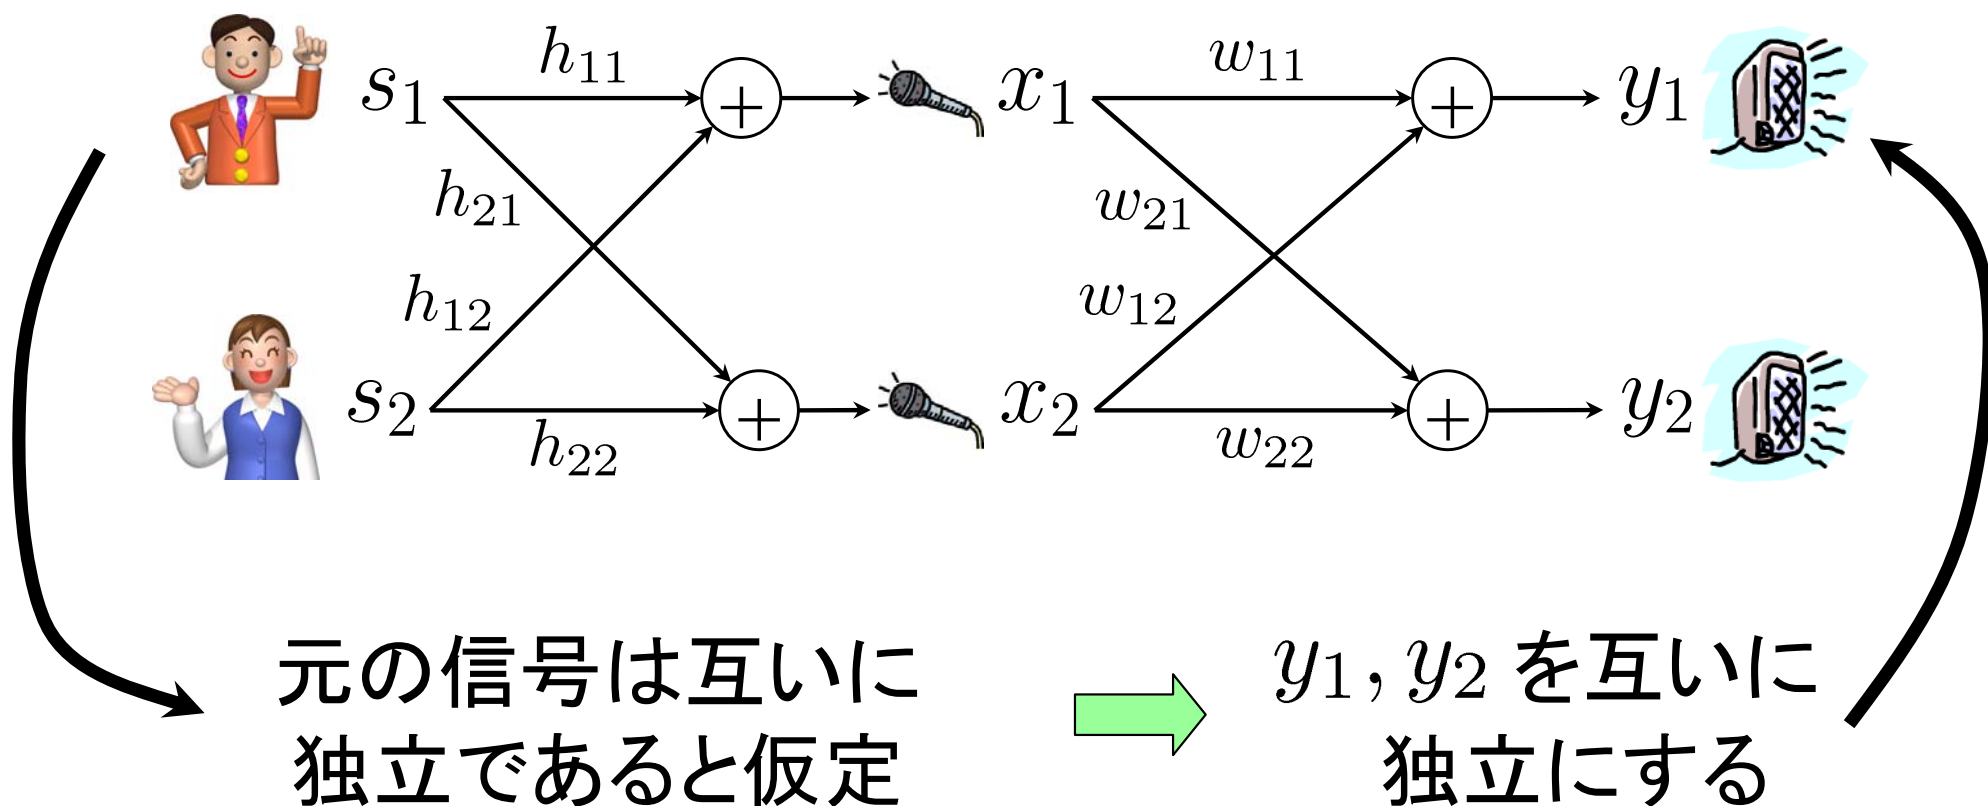 s₁ h₁₁ + x₁ w₁₁ + y₁
h₂₁ w₂₁
h₁₂ w₁₂
s₂ h₂₂ + x₂ w₂₂ + y₂
元の信号は互いに
独立であると仮定
y₁, y₂ を互いに
独立にする